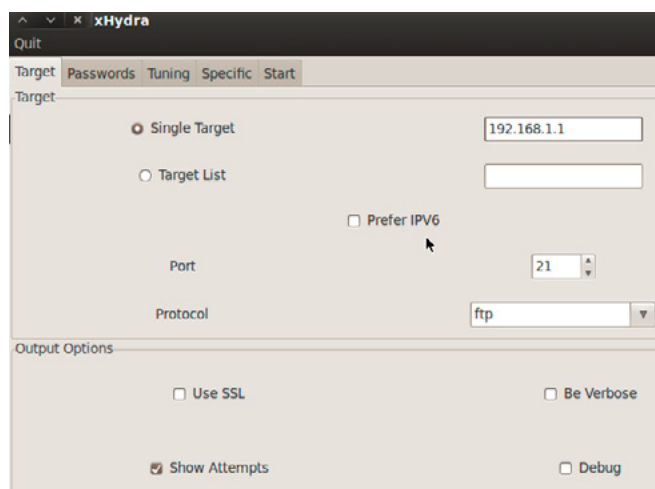 xHydra
Quit
Target Passwords Tuning Specific Start
Target
Single Target 192.168.1.1
Target List
Prefer IPV6
Port 21
Protocol ftp
Output Options
Use SSL Be Verbose
Show Attempts Debug